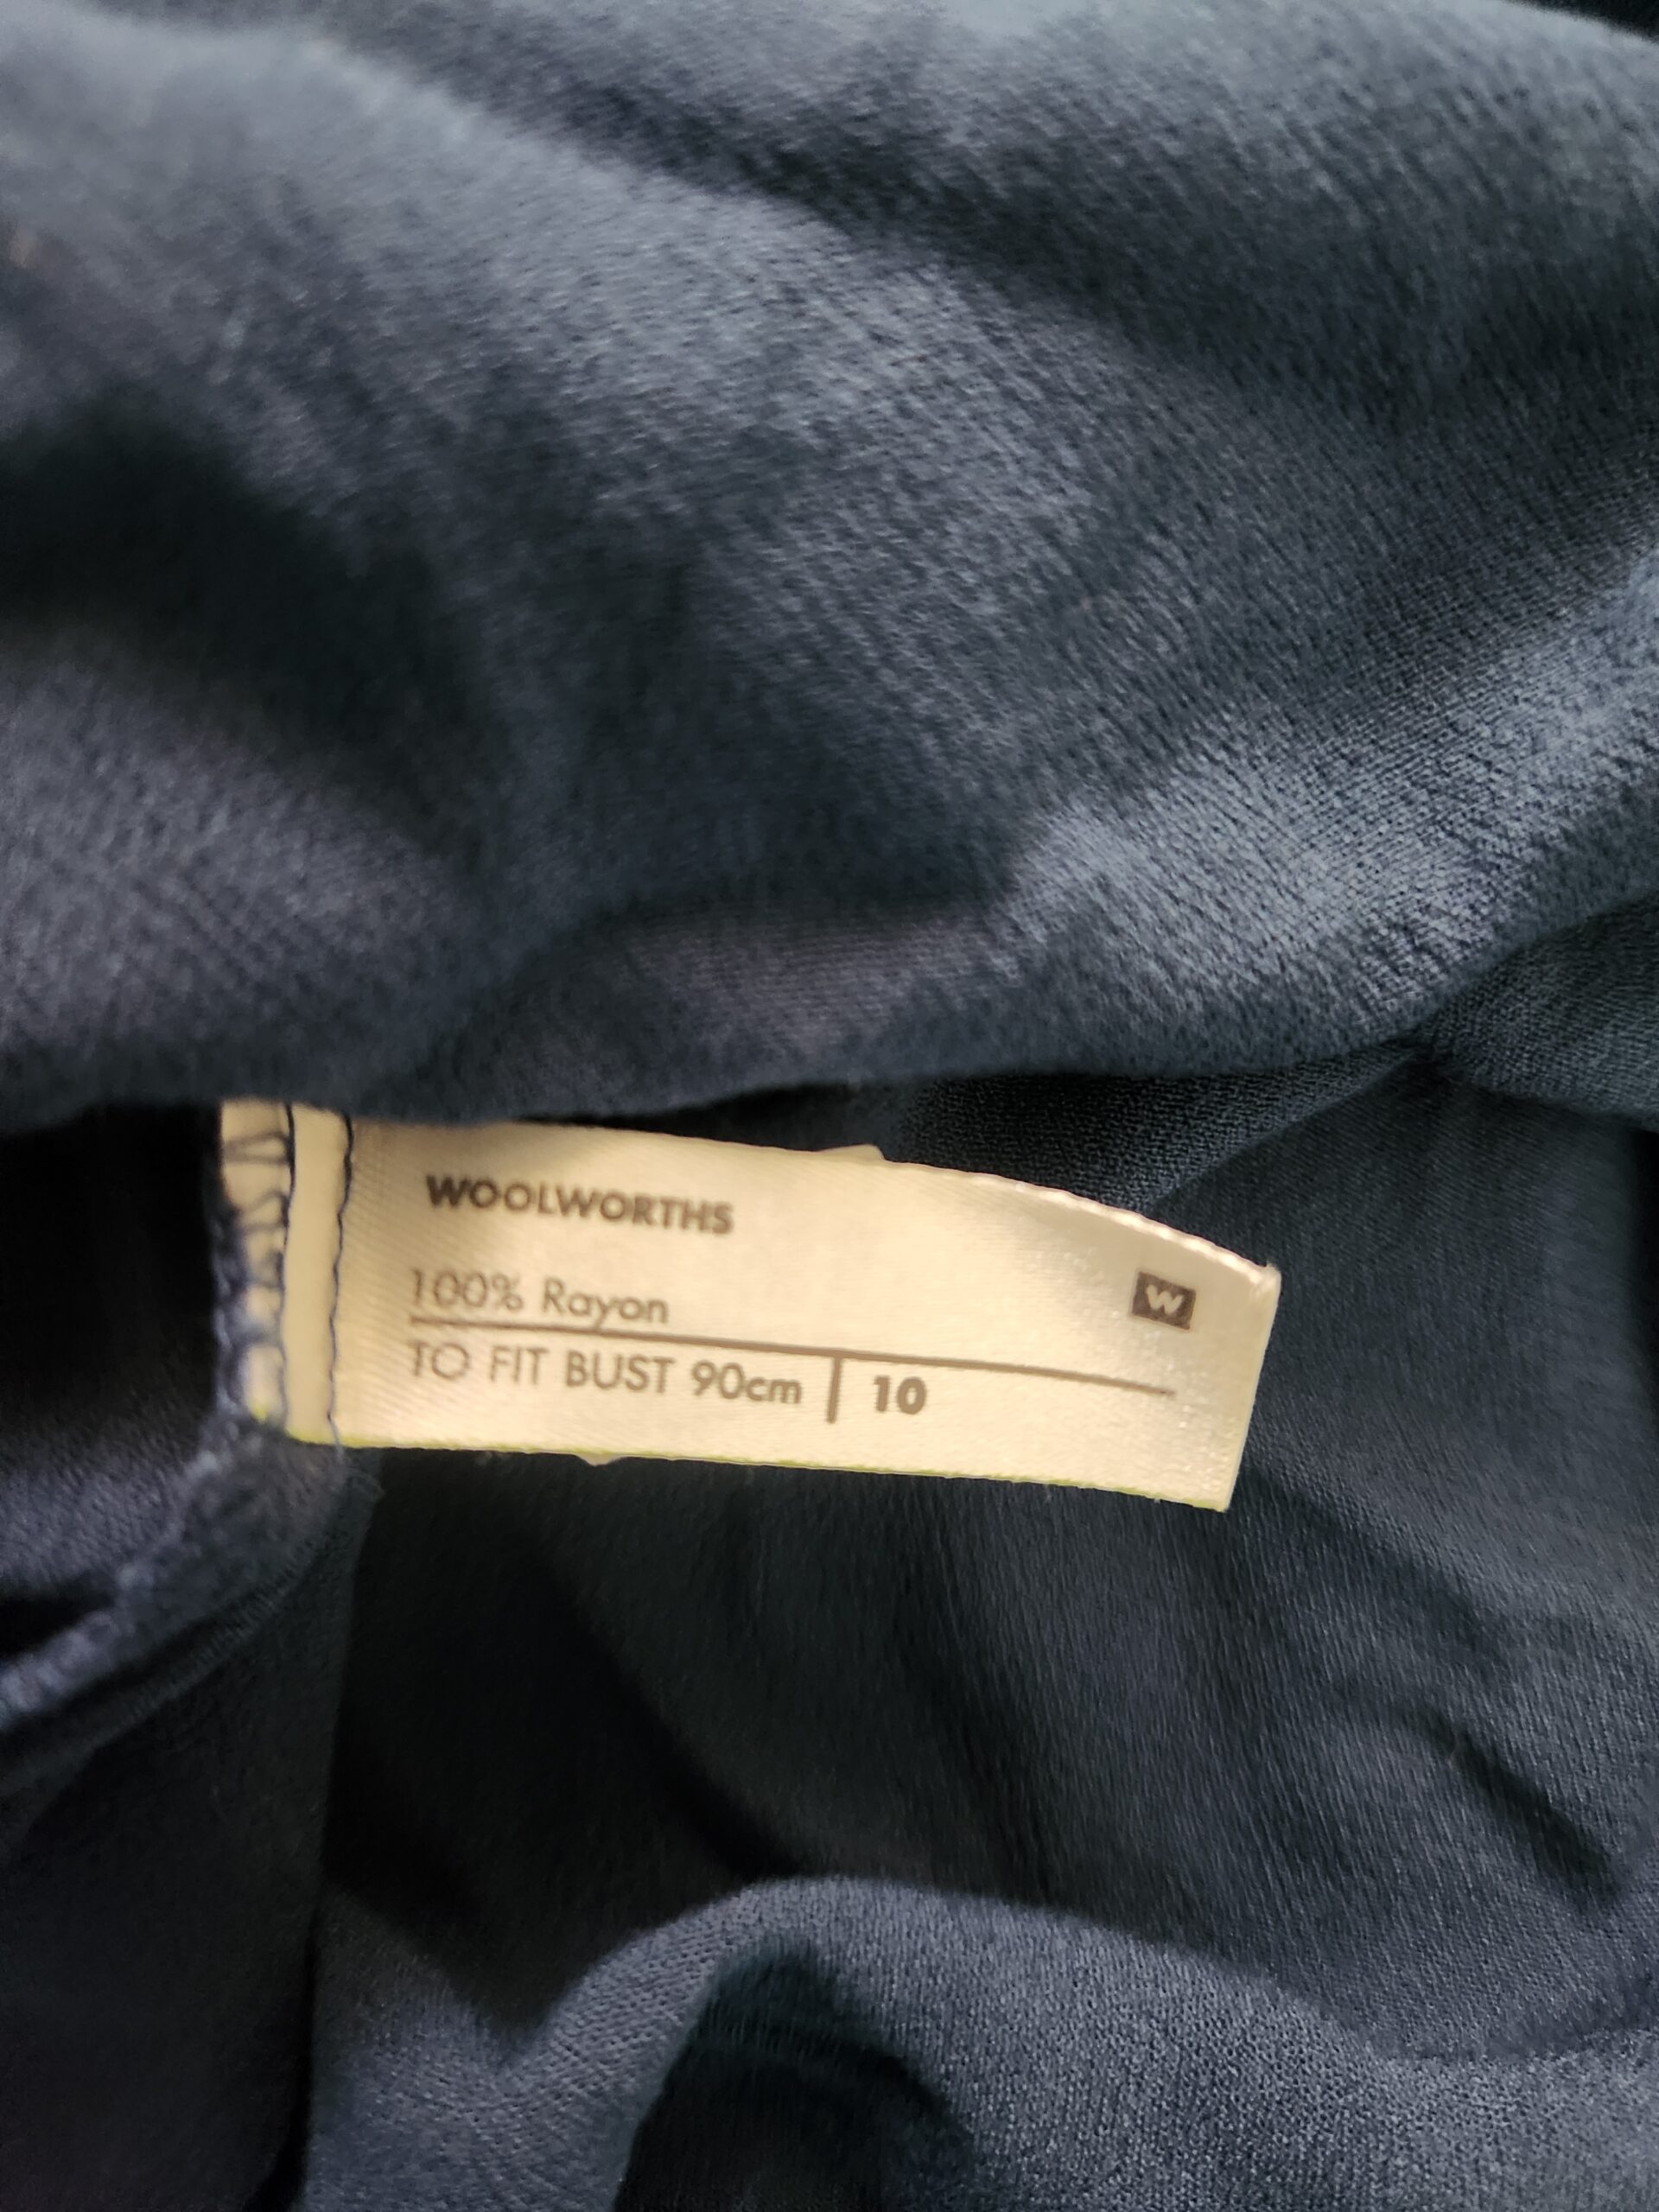 WOOLWORTHS
W
100% Rayon
TO FIT BUST 90cm | 10